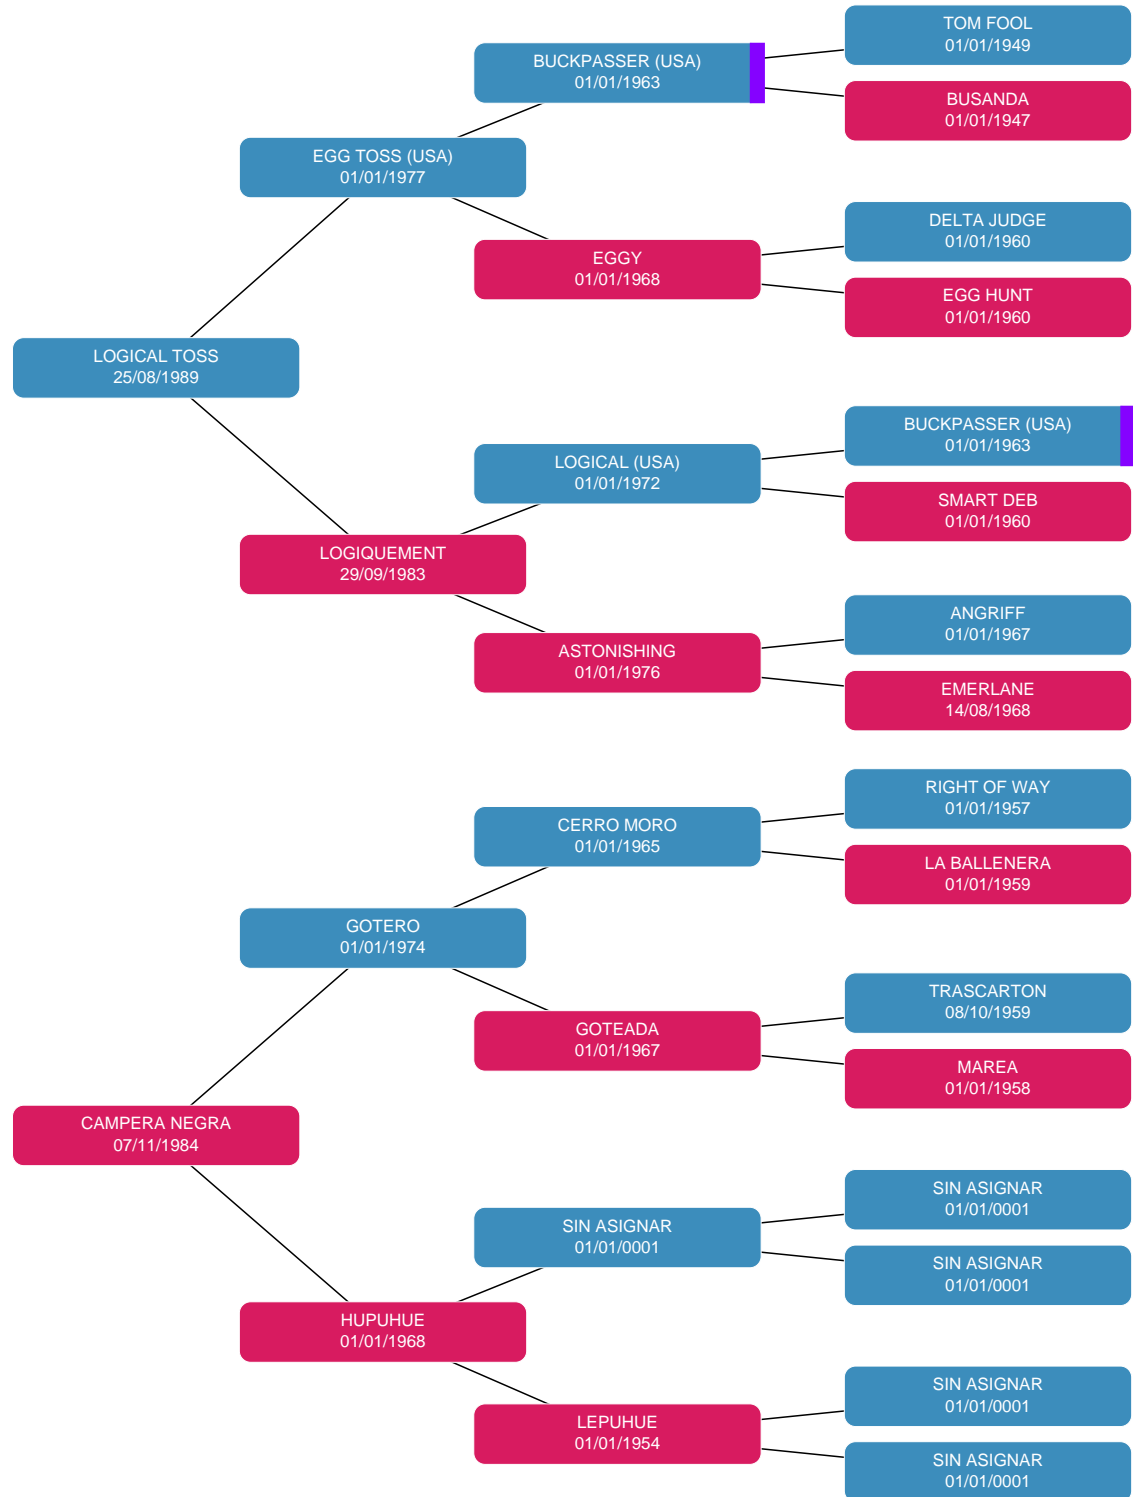 TOM FOOL
01/01/1949
BUCKPASSER (USA)
01/01/1963
BUSANDA
01/01/1947
EGG TOSS (USA)
01/01/1977
DELTA JUDGE
01/01/1960
EGGY
01/01/1968
EGG HUNT
01/01/1960
LOGICAL TOSS
25/08/1989
BUCKPASSER (USA)
01/01/1963
LOGICAL (USA)
01/01/1972
SMART DEB
01/01/1960
LOGIQUEMENT
29/09/1983
ANGRIFF
01/01/1967
ASTONISHING
01/01/1976
EMERLANE
14/08/1968
RIGHT OF WAY
01/01/1957
CERRO MORO
01/01/1965
LA BALLENERA
01/01/1959
GOTERO
01/01/1974
TRASCARTON
08/10/1959
GOTEADA
01/01/1967
MAREA
01/01/1958
CAMPERA NEGRA
07/11/1984
SIN ASIGNAR
01/01/0001
SIN ASIGNAR
01/01/0001
SIN ASIGNAR
01/01/0001
HUPUHUE
01/01/1968
SIN ASIGNAR
01/01/0001
LEPUHUE
01/01/1954
SIN ASIGNAR
01/01/0001